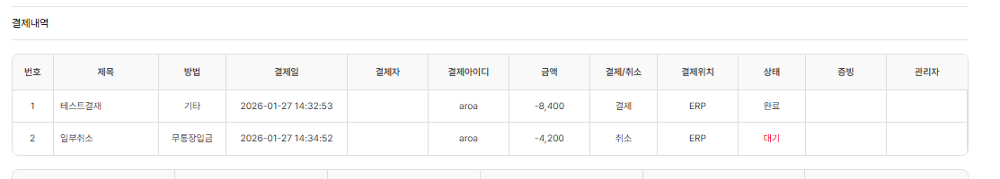 결제내역
번호 제목 방법 결제일 결제자 결제아이디 금액 결제/취소 결제위치 상태 증빙 관리자
1 테스트결재 기타 2026-01-27 14:32:53 aroa -8,400 결제 ERP 완료
2 일부취소 무통장입금 2026-01-27 14:34:52 aroa -4,200 취소 ERP 대기